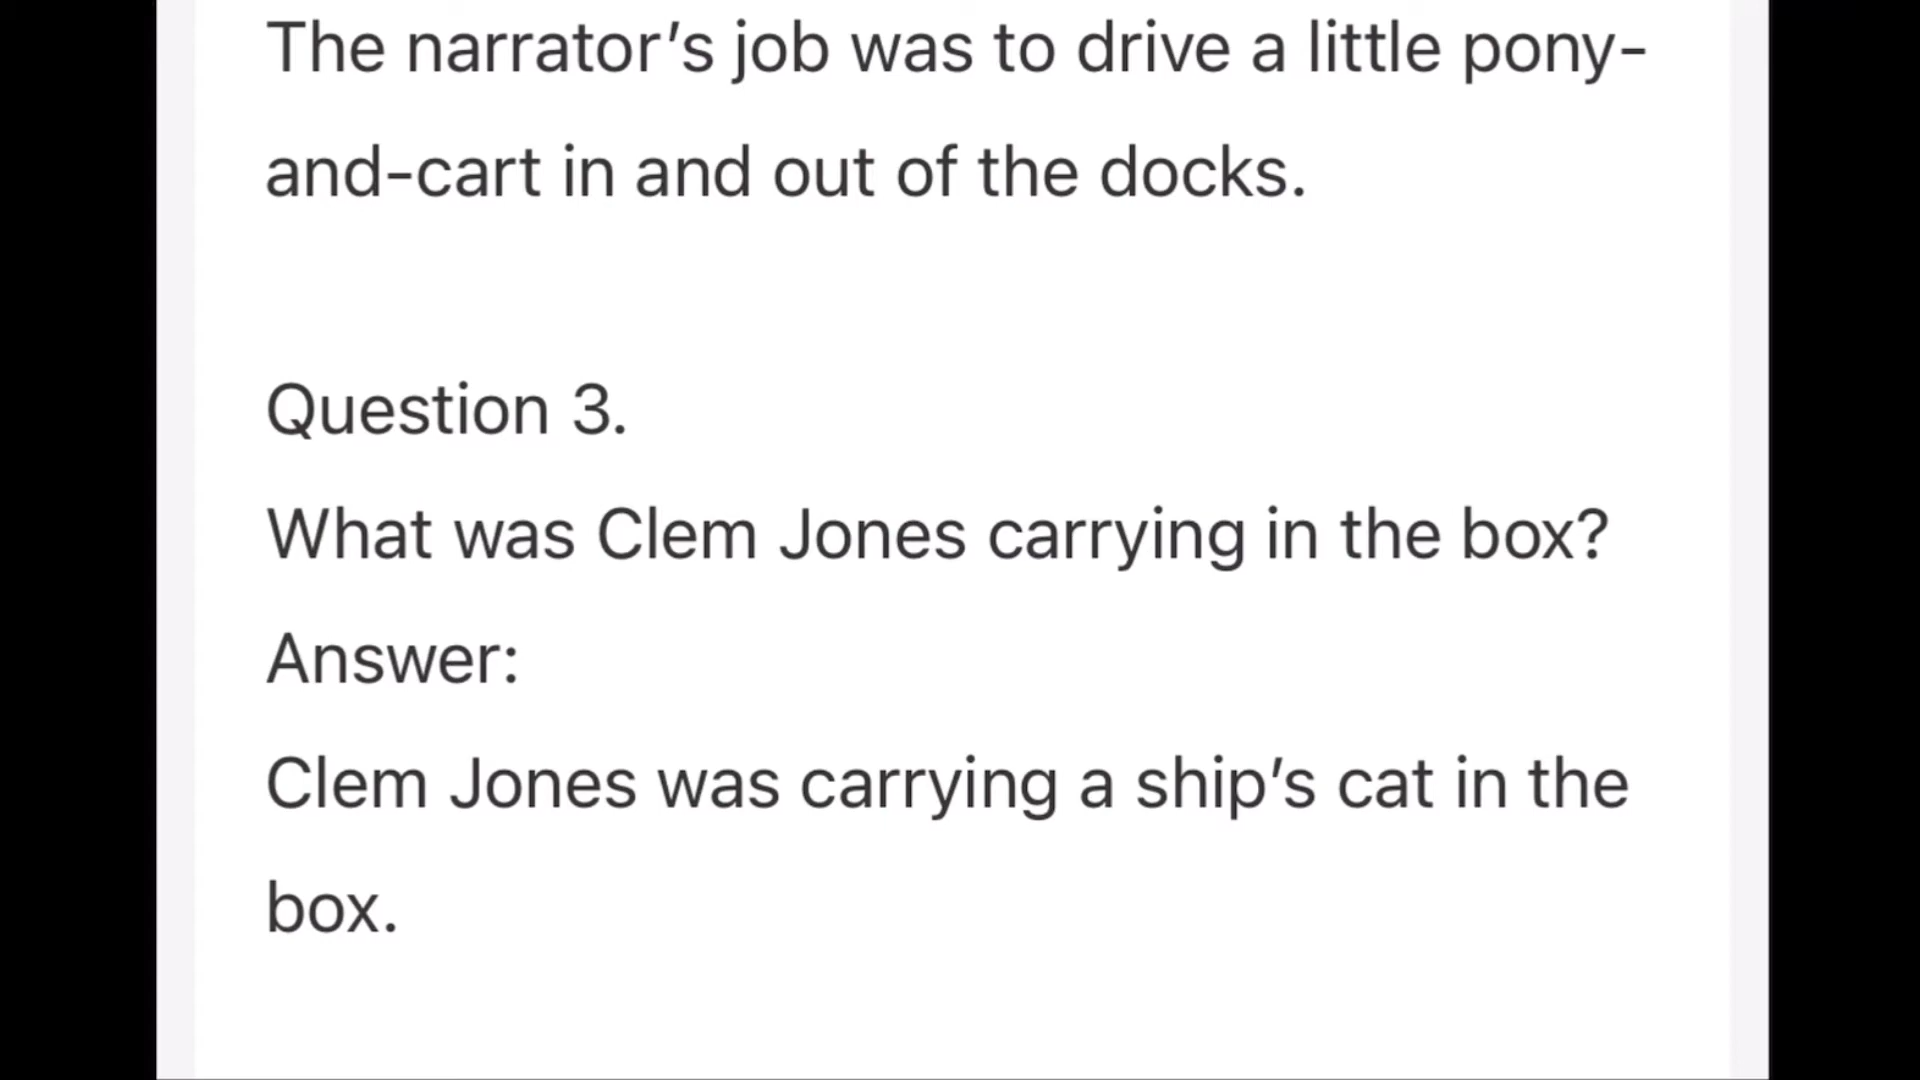 The narrator’s job was to drive a little pony-
and-cart in and out of the docks.
Question 3.
What was Clem Jones carrying in the box?
Answer:
Clem Jones was carrying a ship’s cat in the
box.